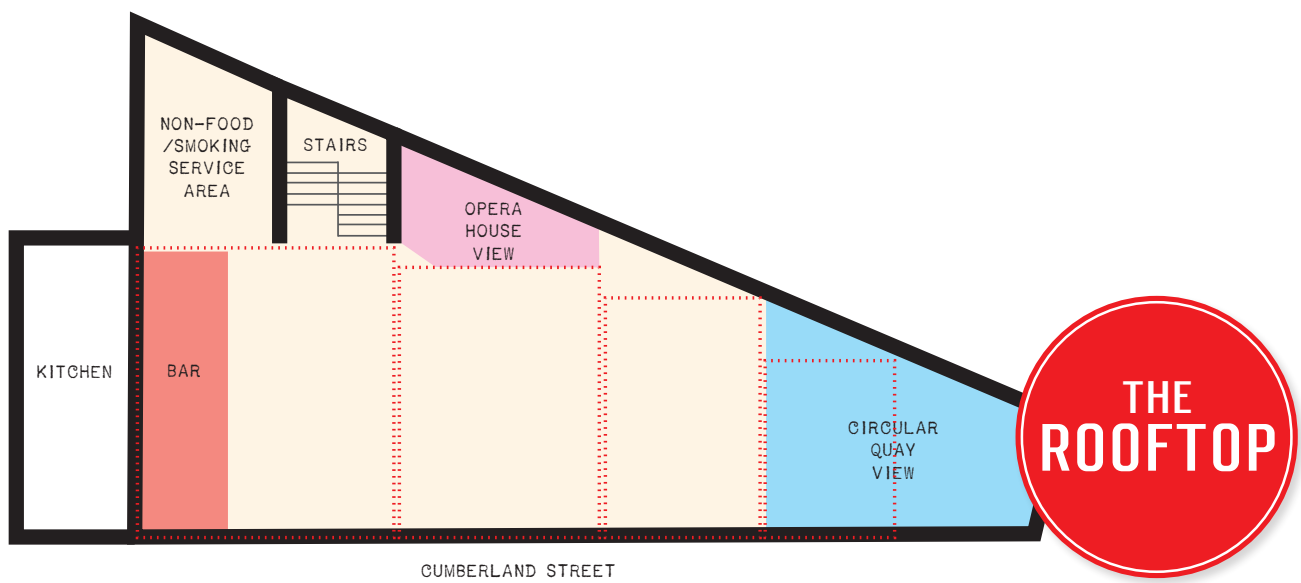 NON-FOOD
/SMOKING
SERVICE
AREA
STAIRS
OPERA
HOUSE
VIEW
KITCHEN
BAR
CIRCULAR
QUAY
VIEW
THE
ROOFTOP
CUMBERLAND STREET